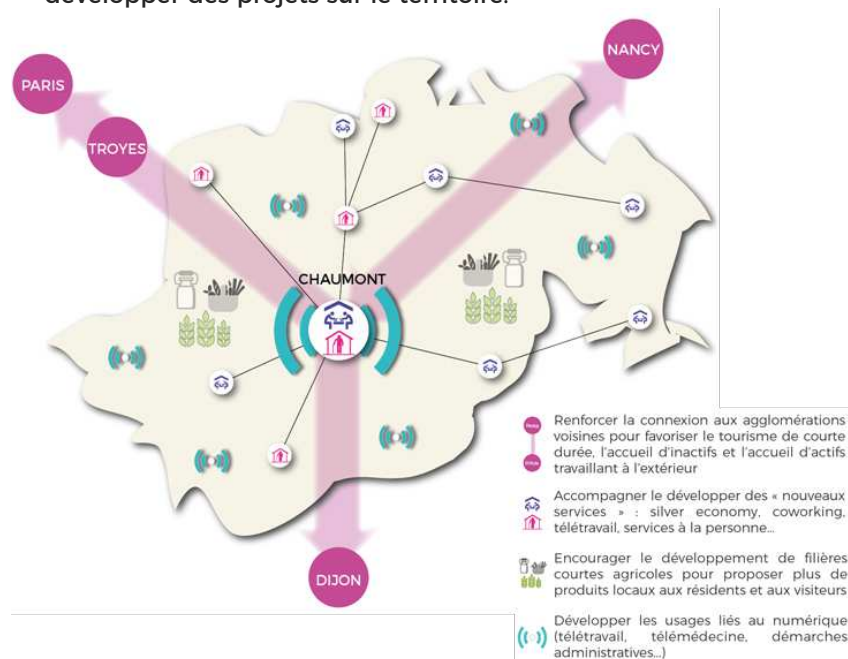 développer des projets sur le territoire.
NANCY
PARIS
TROYES
CHAUMONT
DIJON
Renforcer la connexion aux agglomérations
voisines pour favoriser le tourisme de courte
durée, l'accueil d'inactifs et l'accueil d'actifs
travaillant à l'extérieur
Accompagner le développer des « nouveaux
services » : silver economy, coworking,
télétravail, services à la personne...
Encourager le développement de filières
courtes agricoles pour proposer plus de
produits locaux aux résidents et aux visiteurs
Développer les usages liés au numérique
(télétravail, télémédecine, démarches
administratives...)